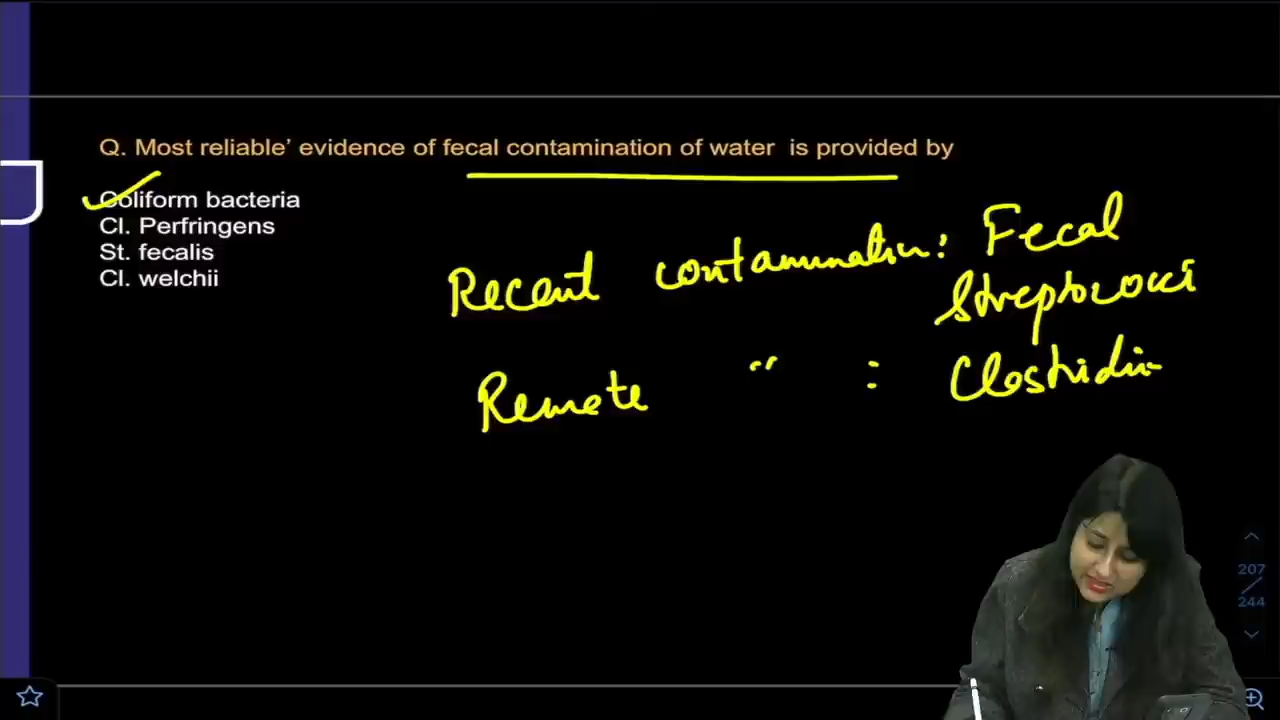 Q. Most reliable’ evidence of fecal contamination of water is provided by
Coliform bacteria
Cl. Perfringens
St. fecalis
Cl. welchii
Recent contamination: Fecal
Streptococci
Remote " : Clostridia
207
244